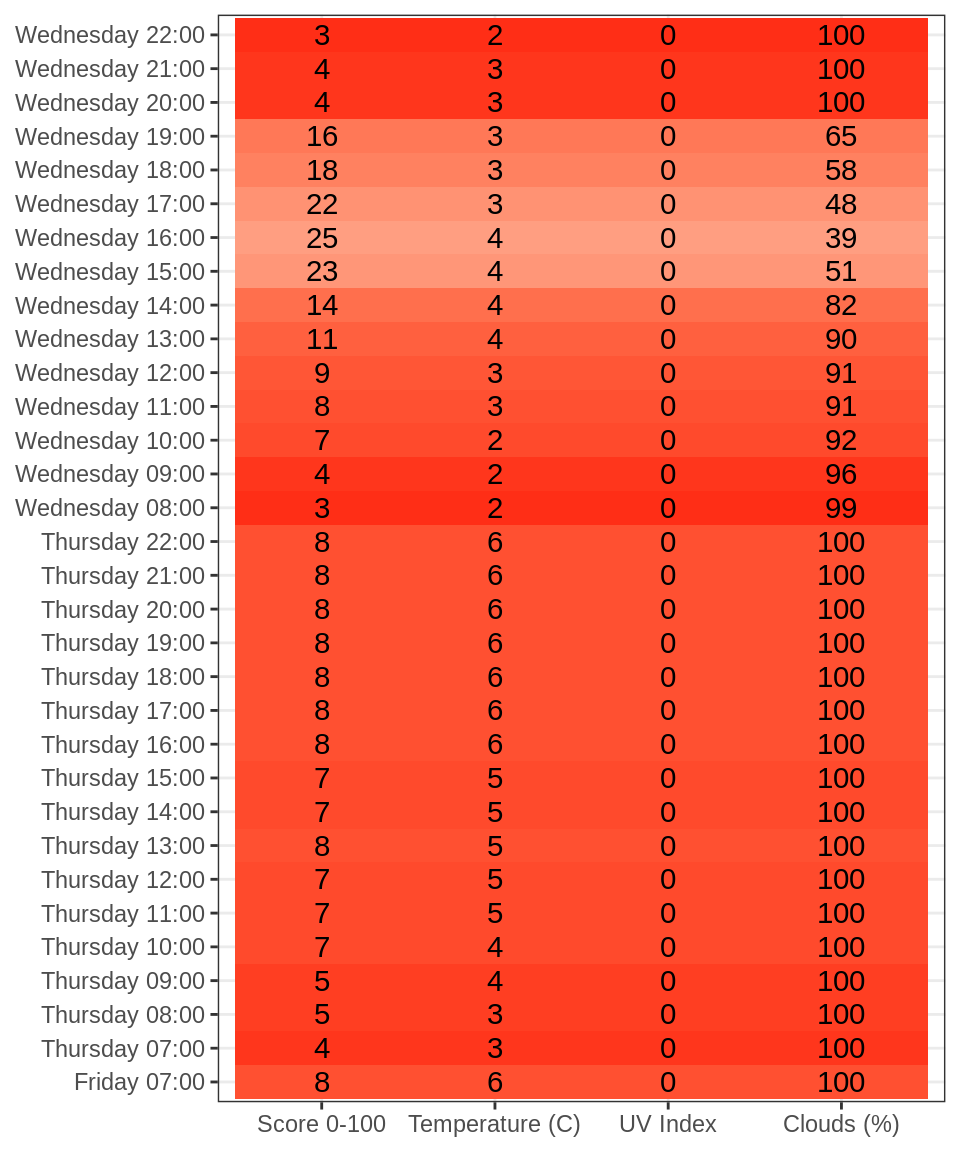 Wednesday 22:00 3 2 0 100
Wednesday 21:00 4 3 0 100
Wednesday 20:00 4 3 0 100
Wednesday 19:00 16 3 0 65
Wednesday 18:00 18 3 0 58
Wednesday 17:00 22 3 0 48
Wednesday 16:00 25 4 0 39
Wednesday 15:00 23 4 0 51
Wednesday 14:00 14 4 0 82
Wednesday 13:00 11 4 0 90
Wednesday 12:00 9 3 0 91
Wednesday 11:00 8 3 0 91
Wednesday 10:00 7 2 0 92
Wednesday 09:00 4 2 0 96
Wednesday 08:00 3 2 0 99
Thursday 22:00 8 6 0 100
Thursday 21:00 8 6 0 100
Thursday 20:00 8 6 0 100
Thursday 19:00 8 6 0 100
Thursday 18:00 8 6 0 100
Thursday 17:00 8 6 0 100
Thursday 16:00 8 6 0 100
Thursday 15:00 7 5 0 100
Thursday 14:00 7 5 0 100
Thursday 13:00 8 5 0 100
Thursday 12:00 7 5 0 100
Thursday 11:00 7 5 0 100
Thursday 10:00 7 4 0 100
Thursday 09:00 5 4 0 100
Thursday 08:00 5 3 0 100
Thursday 07:00 4 3 0 100
Friday 07:00 8 6 0 100
Score 0-100 Temperature (C) UV Index Clouds (%)